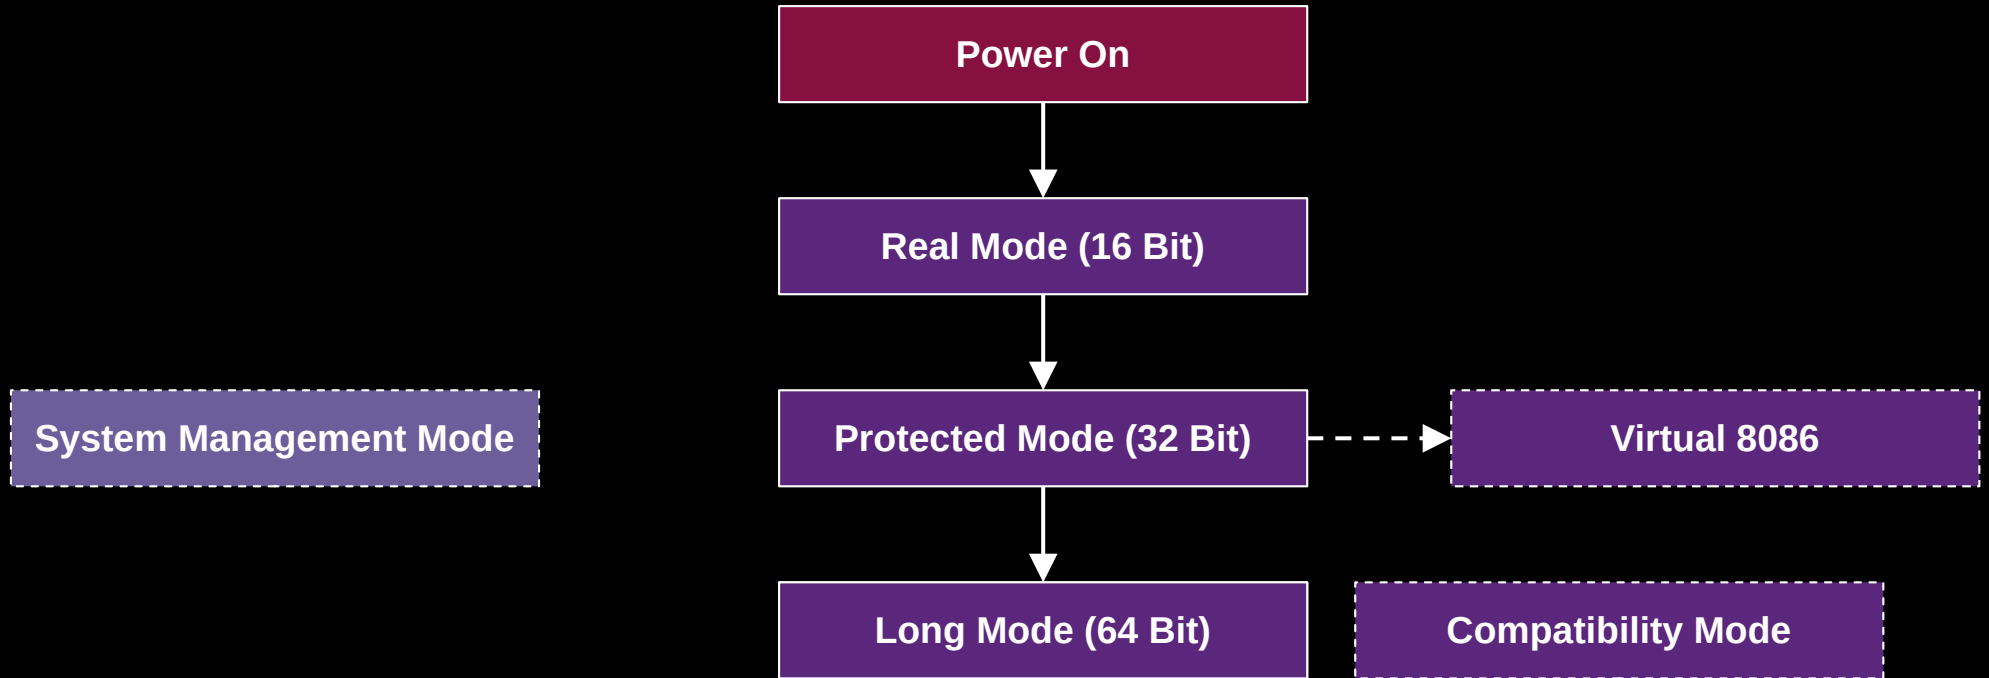 Power On
Real Mode (16 Bit)
System Management Mode
Protected Mode (32 Bit)
Virtual 8086
Long Mode (64 Bit)
Compatibility Mode